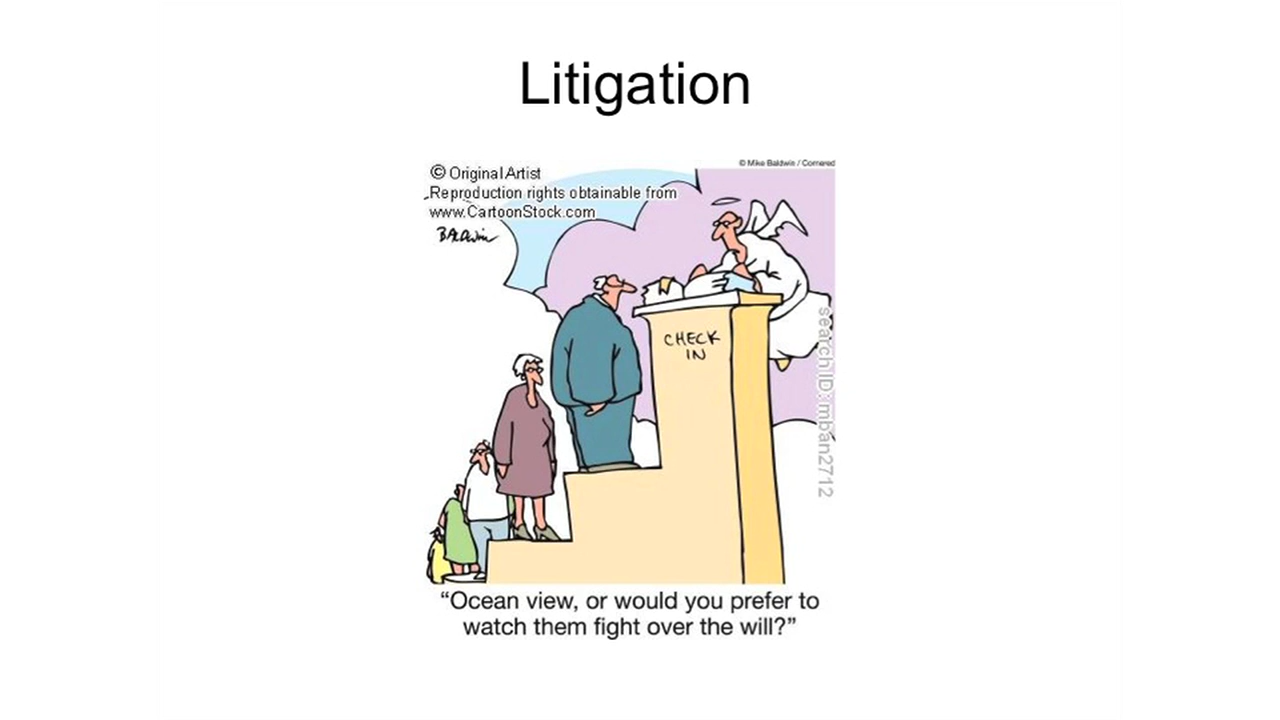 Litigation
© Mike Baldwin / Cornered
© Original Artist
Reproduction rights obtainable from
www.CartoonStock.com
Baldwin
CHECK
IN
search ID: mban2712
“Ocean view, or would you prefer to
watch them fight over the will?”